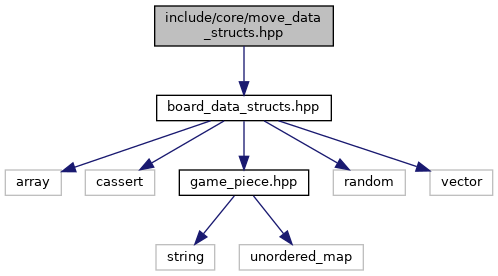 include/core/move_data
_structs.hpp
board_data_structs.hpp
array
cassert
game_piece.hpp
random
vector
string
unordered_map